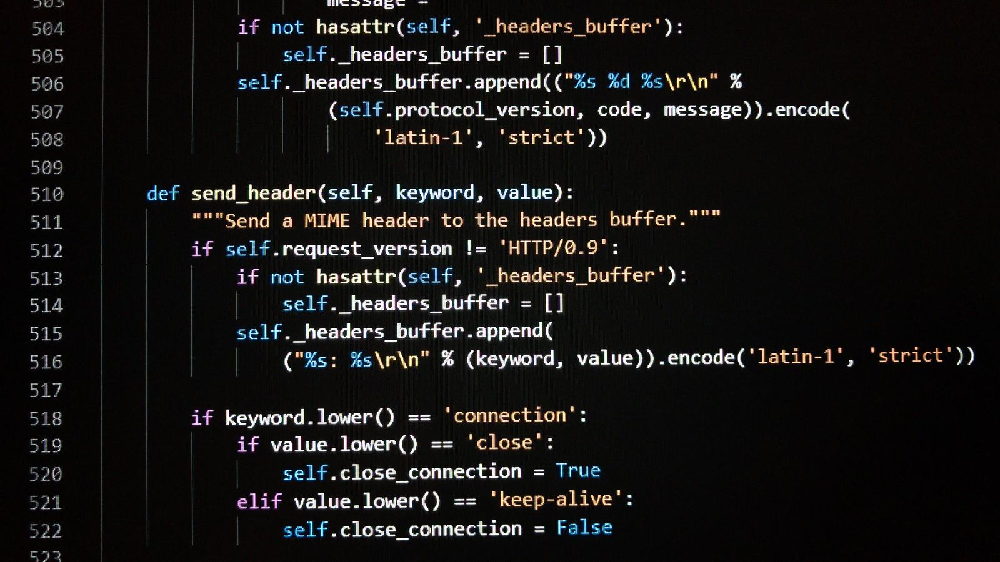 503 message =
504 if not hasattr(self, '_headers_buffer'):
505 self._headers_buffer = []
506 self._headers_buffer.append(("%s %d %s\r\n" %
507 (self.protocol_version, code, message)).encode(
508 'latin-1', 'strict'))
509
510 def send_header(self, keyword, value):
511 """Send a MIME header to the headers buffer."""
512 if self.request_version != 'HTTP/0.9':
513 if not hasattr(self, '_headers_buffer'):
514 self._headers_buffer = []
515 self._headers_buffer.append(
516 ("%s: %s\r\n" % (keyword, value)).encode('latin-1', 'strict'))
517
518 if keyword.lower() == 'connection':
519 if value.lower() == 'close':
520 self.close_connection = True
521 elif value.lower() == 'keep-alive':
522 self.close_connection = False
523